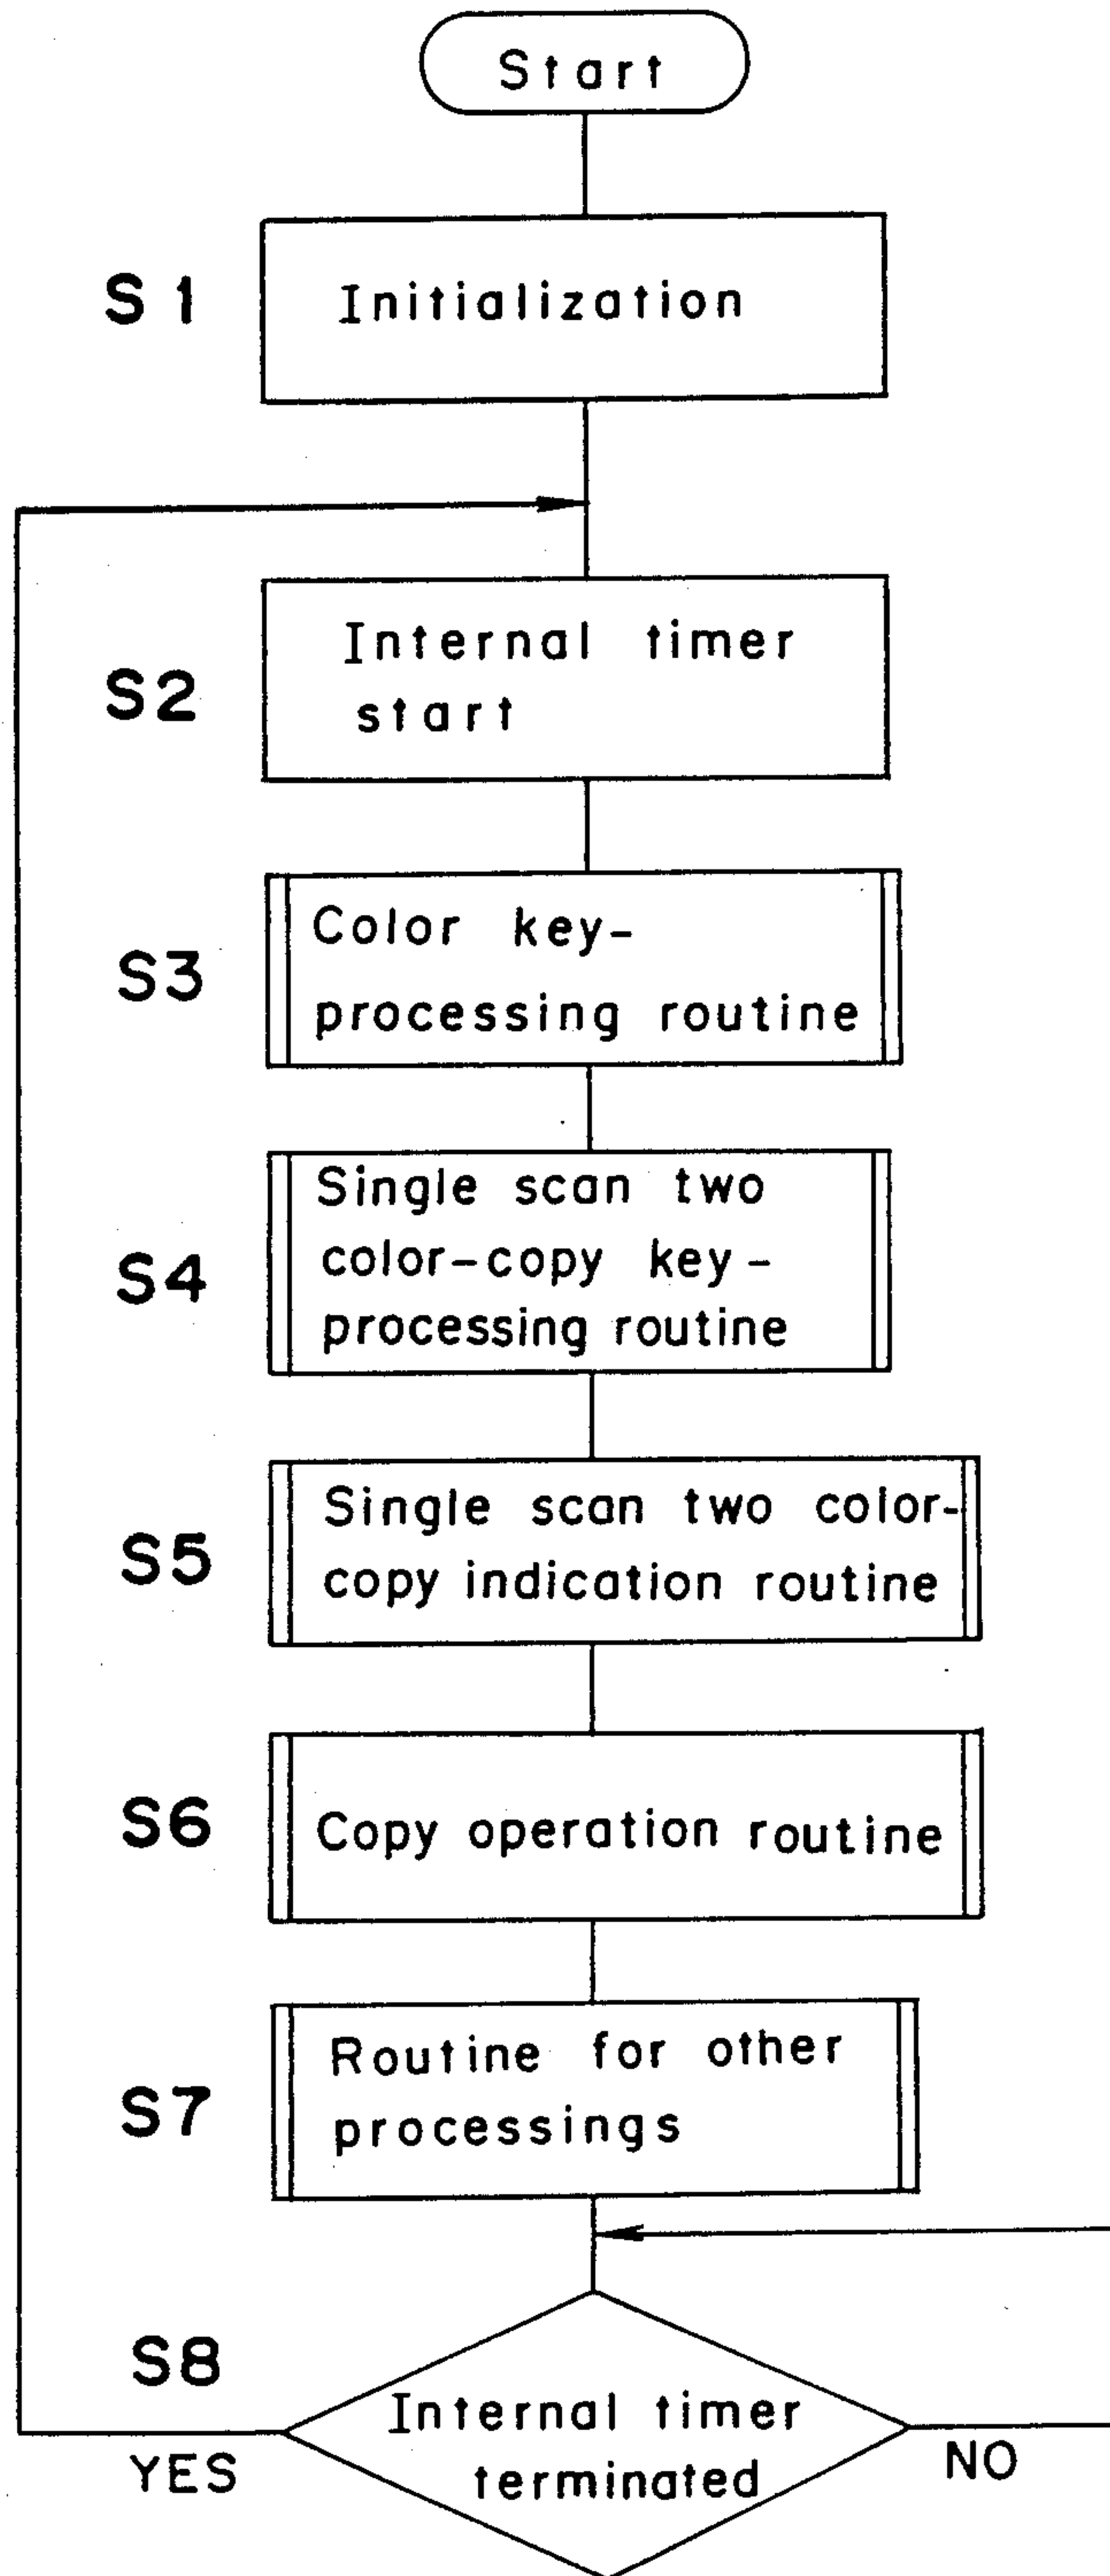 Start
S1
Initialization
S2
Internal timer
start
S3
Color key-
processing routine
S4
Single scan two
color-copy key-
processing routine
S5
Single scan two color-
copy indication routine
S6
Copy operation routine
S7
Routine for other
processings
S8
Internal timer
terminated
YES
NO